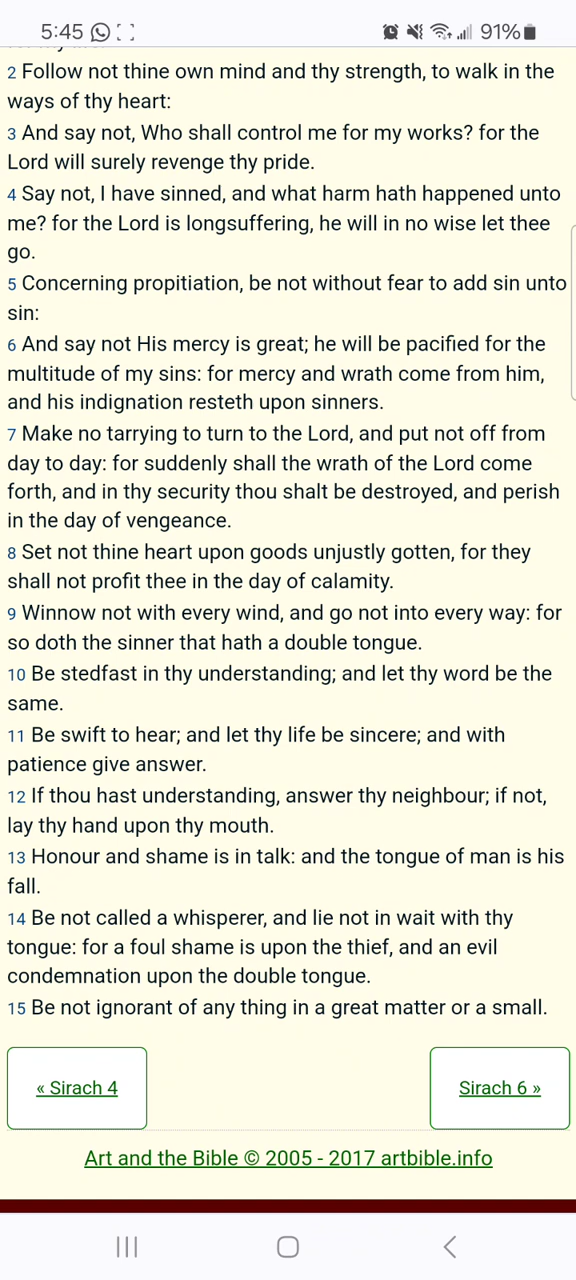 5:45
91%
2 Follow not thine own mind and thy strength, to walk in the
ways of thy heart:
3 And say not, Who shall control me for my works? for the
Lord will surely revenge thy pride.
4 Say not, I have sinned, and what harm hath happened unto
me? for the Lord is longsuffering, he will in no wise let thee
go.
5 Concerning propitiation, be not without fear to add sin unto
sin:
6 And say not His mercy is great; he will be pacified for the
multitude of my sins: for mercy and wrath come from him,
and his indignation resteth upon sinners.
7 Make no tarrying to turn to the Lord, and put not off from
day to day: for suddenly shall the wrath of the Lord come
forth, and in thy security thou shalt be destroyed, and perish
in the day of vengeance.
8 Set not thine heart upon goods unjustly gotten, for they
shall not profit thee in the day of calamity.
9 Winnow not with every wind, and go not into every way: for
so doth the sinner that hath a double tongue.
10 Be stedfast in thy understanding; and let thy word be the
same.
11 Be swift to hear; and let thy life be sincere; and with
patience give answer.
12 If thou hast understanding, answer thy neighbour; if not,
lay thy hand upon thy mouth.
13 Honour and shame is in talk: and the tongue of man is his
fall.
14 Be not called a whisperer, and lie not in wait with thy
tongue: for a foul shame is upon the thief, and an evil
condemnation upon the double tongue.
15 Be not ignorant of any thing in a great matter or a small.
« Sirach 4
Sirach 6 »
Art and the Bible © 2005 - 2017 artbible.info